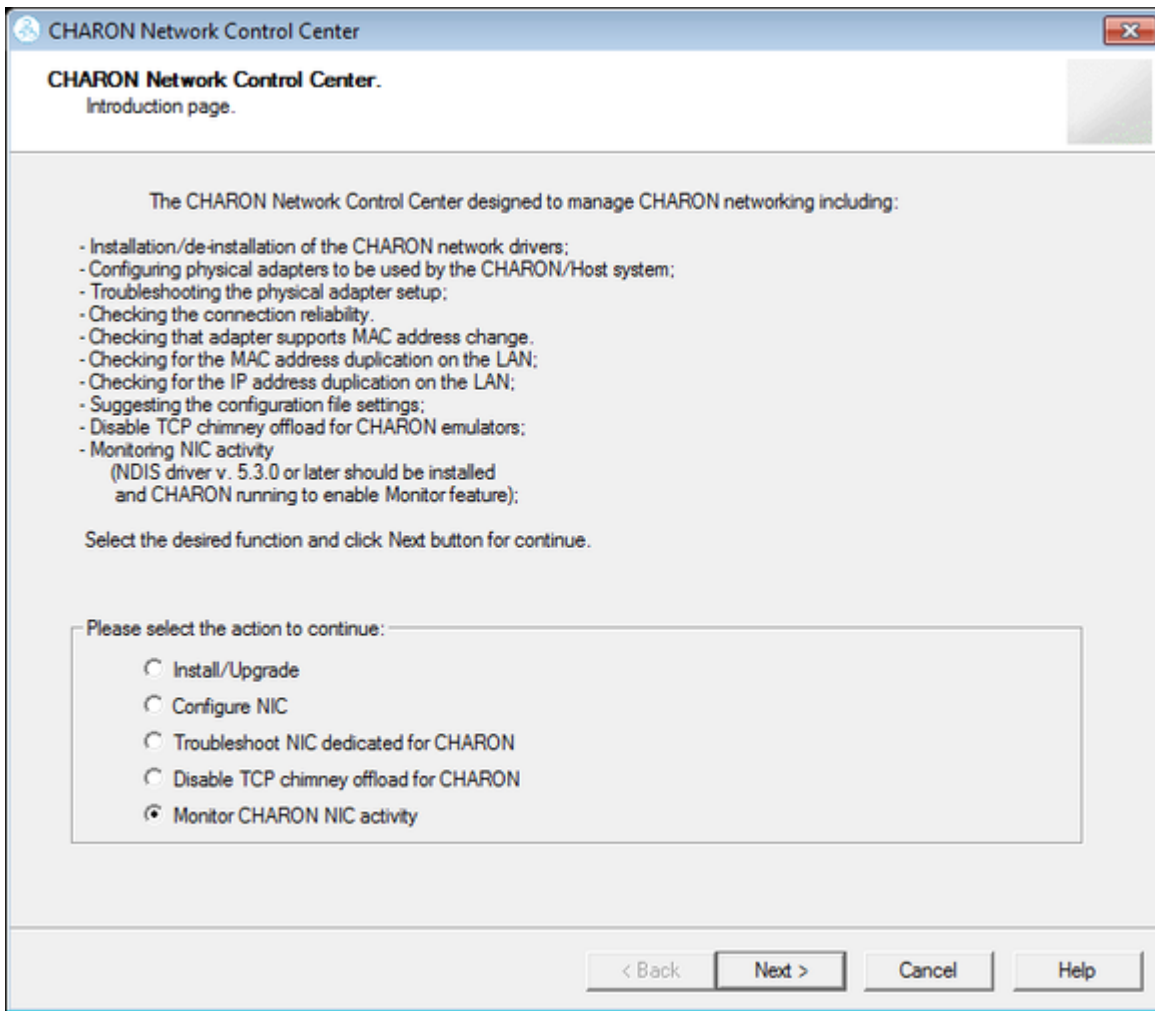 CHARON Network Control Center
CHARON Network Control Center.
Introduction page.
The CHARON Network Control Center designed to manage CHARON networking including:
- Installation/de-installation of the CHARON network drivers;
- Configuring physical adapters to be used by the CHARON/Host system;
- Troubleshooting the physical adapter setup;
- Checking the connection reliability.
- Checking that adapter supports MAC address change.
- Checking for the MAC address duplication on the LAN;
- Checking for the IP address duplication on the LAN;
- Suggesting the configuration file settings;
- Disable TCP chimney offload for CHARON emulators;
- Monitoring NIC activity
(NDIS driver v. 5.3.0 or later should be installed
and CHARON running to enable Monitor feature);
Select the desired function and click Next button for continue.
Please select the action to continue:
Install/Upgrade
Configure NIC
Troubleshoot NIC dedicated for CHARON
Disable TCP chimney offload for CHARON
Monitor CHARON NIC activity
< Back Next > Cancel Help